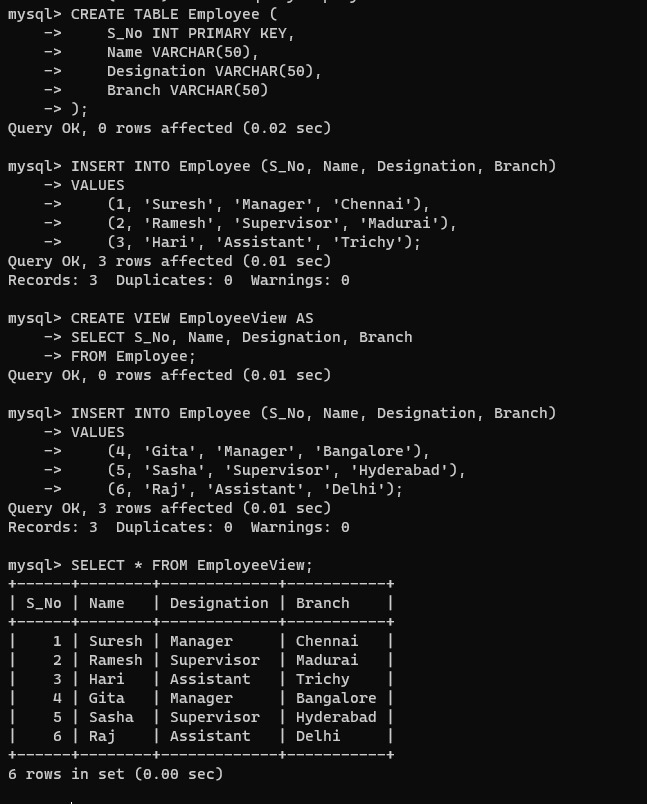 mysql> CREATE TABLE Employee (
    ->     S_No INT PRIMARY KEY,
    ->     Name VARCHAR(50),
    ->     Designation VARCHAR(50),
    ->     Branch VARCHAR(50)
    -> );
Query OK, 0 rows affected (0.02 sec)

mysql> INSERT INTO Employee (S_No, Name, Designation, Branch)
    -> VALUES
    ->     (1, 'Suresh', 'Manager', 'Chennai'),
    ->     (2, 'Ramesh', 'Supervisor', 'Madurai'),
    ->     (3, 'Hari', 'Assistant', 'Trichy');
Query OK, 3 rows affected (0.01 sec)
Records: 3  Duplicates: 0  Warnings: 0

mysql> CREATE VIEW EmployeeView AS
    -> SELECT S_No, Name, Designation, Branch
    -> FROM Employee;
Query OK, 0 rows affected (0.01 sec)

mysql> INSERT INTO Employee (S_No, Name, Designation, Branch)
    -> VALUES
    ->     (4, 'Gita', 'Manager', 'Bangalore'),
    ->     (5, 'Sasha', 'Supervisor', 'Hyderabad'),
    ->     (6, 'Raj', 'Assistant', 'Delhi');
Query OK, 3 rows affected (0.01 sec)
Records: 3  Duplicates: 0  Warnings: 0

mysql> SELECT * FROM EmployeeView;
+------+--------+-------------+-----------+
| S_No | Name   | Designation | Branch    |
+------+--------+-------------+-----------+
|    1 | Suresh | Manager     | Chennai   |
|    2 | Ramesh | Supervisor  | Madurai   |
|    3 | Hari   | Assistant   | Trichy    |
|    4 | Gita   | Manager     | Bangalore |
|    5 | Sasha  | Supervisor  | Hyderabad |
|    6 | Raj    | Assistant   | Delhi     |
+------+--------+-------------+-----------+
6 rows in set (0.00 sec)